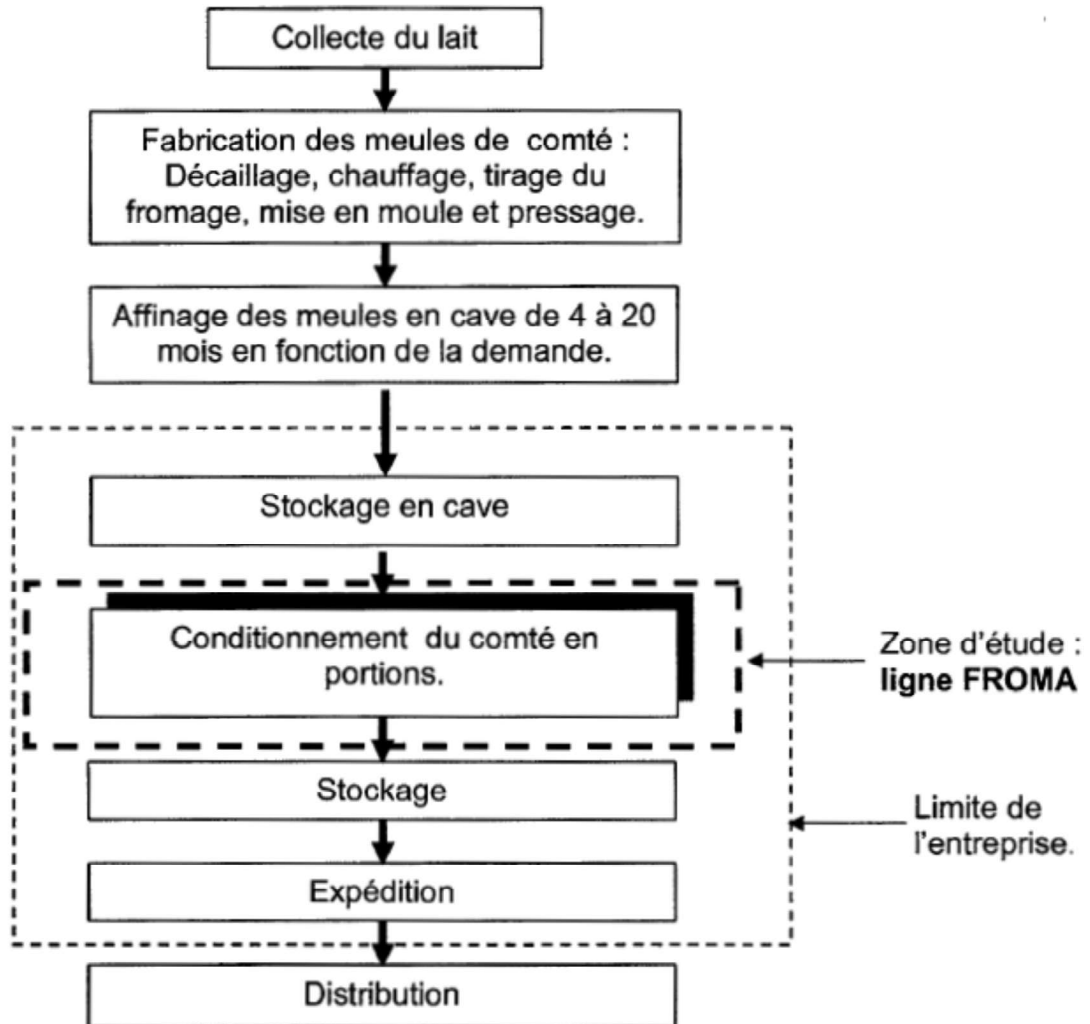 Collecte du lait
Fabrication des meules de comté :
Décaillage, chauffage, tirage du
fromage, mise en moule et pressage.
Affinage des meules en cave de 4 à 20
mois en fonction de la demande.
Stockage en cave
Conditionnement du comté en
portions.
Zone d'étude :
ligne FROMA
Stockage
Limite de
l'entreprise.
Expédition
Distribution